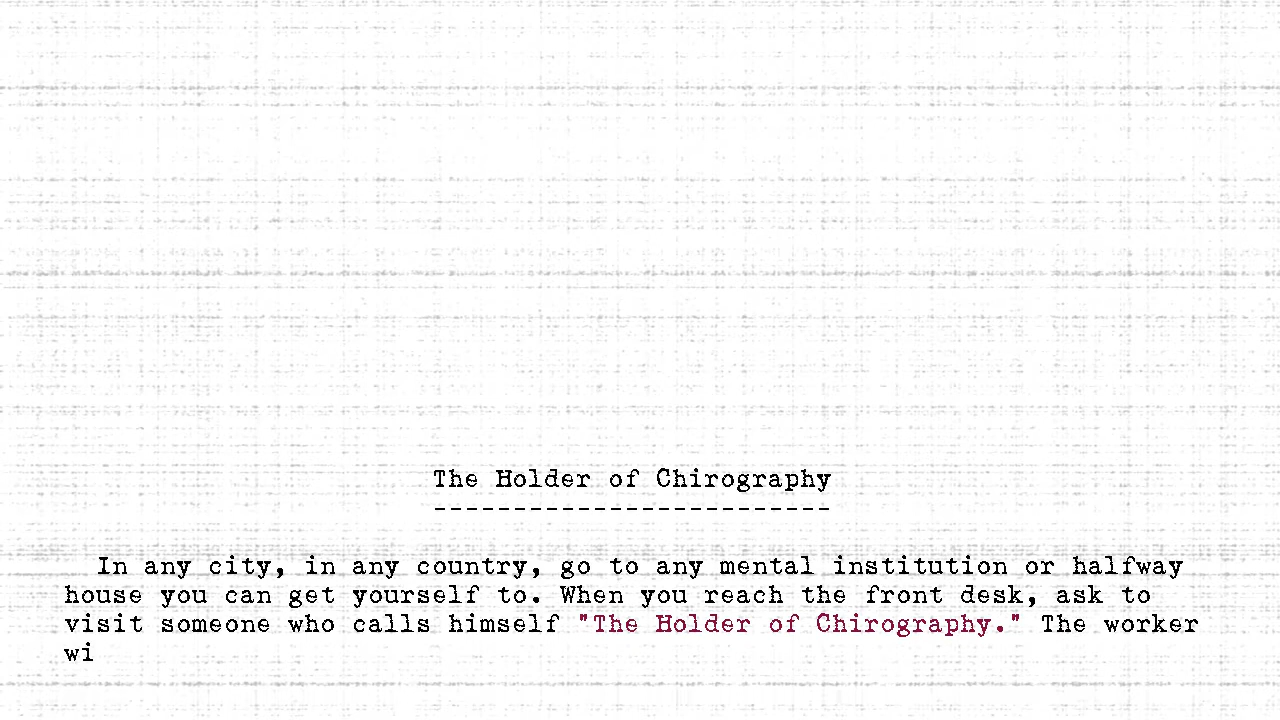 The Holder of Chirography
-------------------------
In any city, in any country, go to any mental institution or halfway
house you can get yourself to. When you reach the front desk, ask to
visit someone who calls himself "The Holder of Chirography." The worker
wi